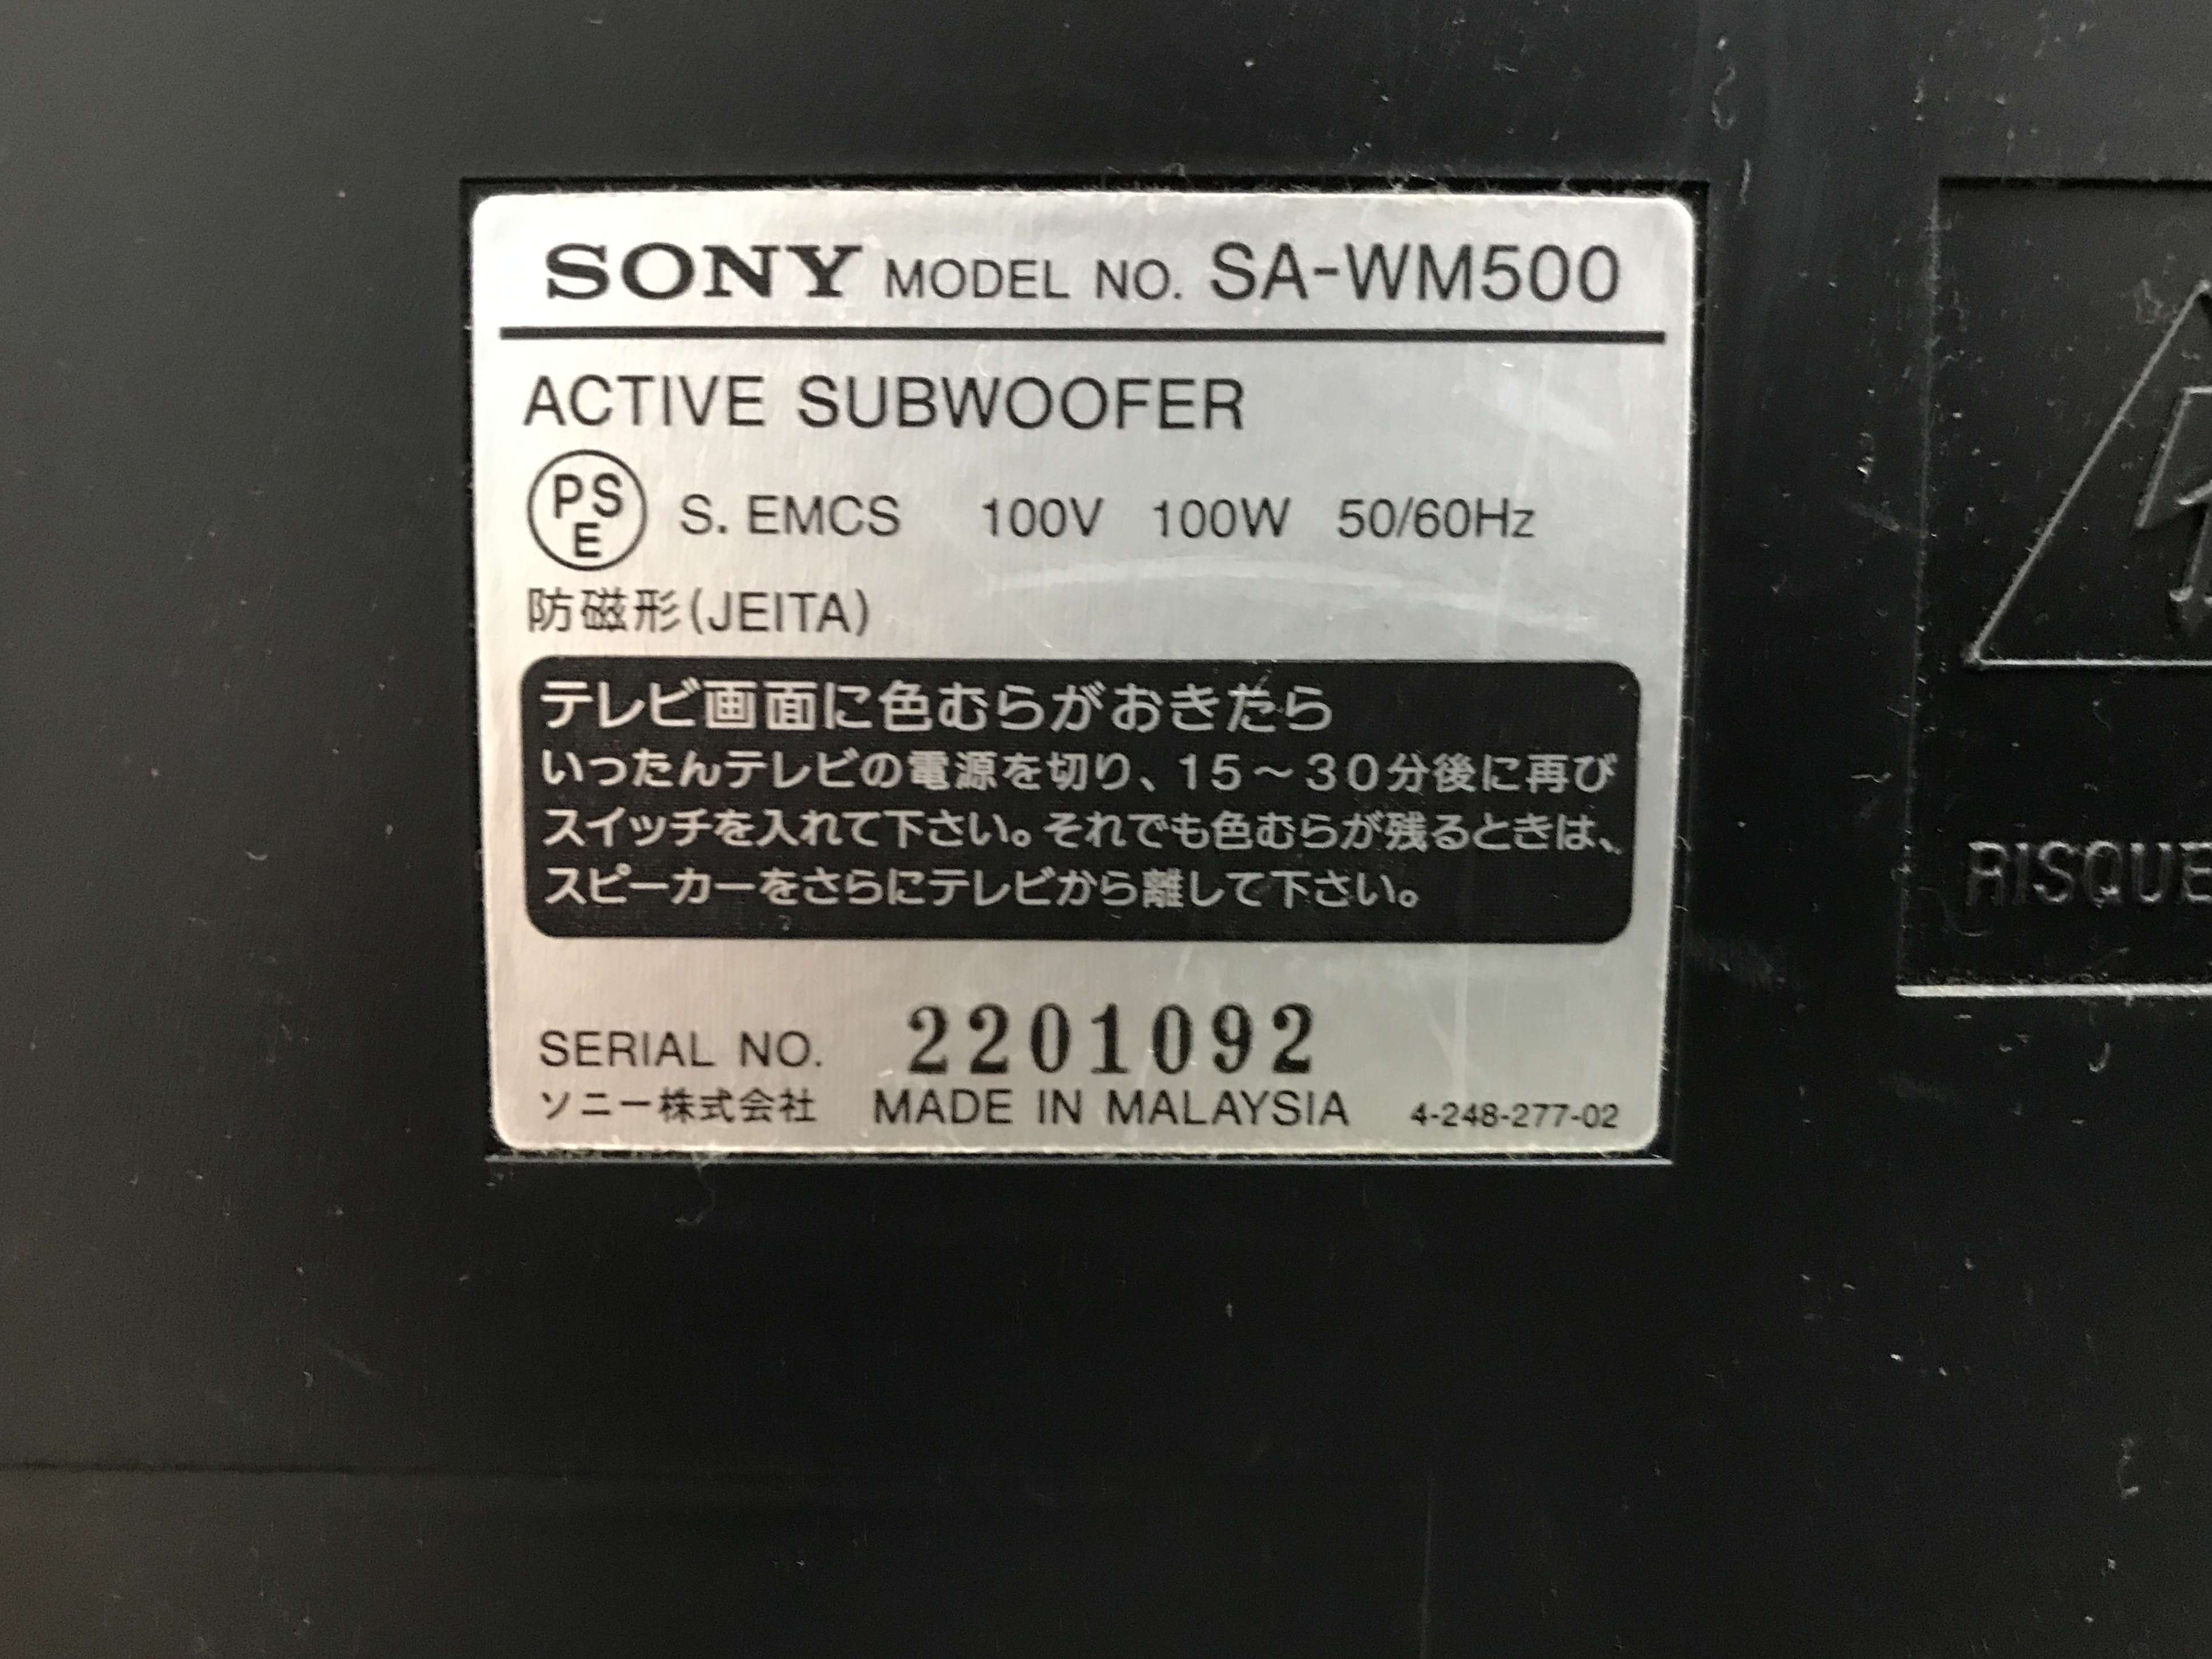 SONY MODEL NO. SA-WM500
ACTIVE SUBWOOFER
PSE S. EMCS 100V 100W 50/60Hz
防磁形(JEITA)
テレビ画面に色むらがおきたら
いったんテレビの電源を切り、15～30分後に再び
スイッチを入れて下さい。それでも色むらが残るときは、
スピーカーをさらにテレビから離して下さい。
SERIAL NO. 2201092
ソニー株式会社 MADE IN MALAYSIA 4-248-277-02
RISQUE